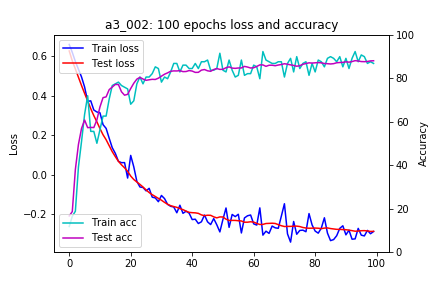 a3_002: 100 epochs loss and accuracy
Train loss
Test loss
Train acc
Test acc
Loss
0.6
0.4
0.2
0.0
−0.2
Accuracy
100
80
60
40
20
0
0
20
40
60
80
100